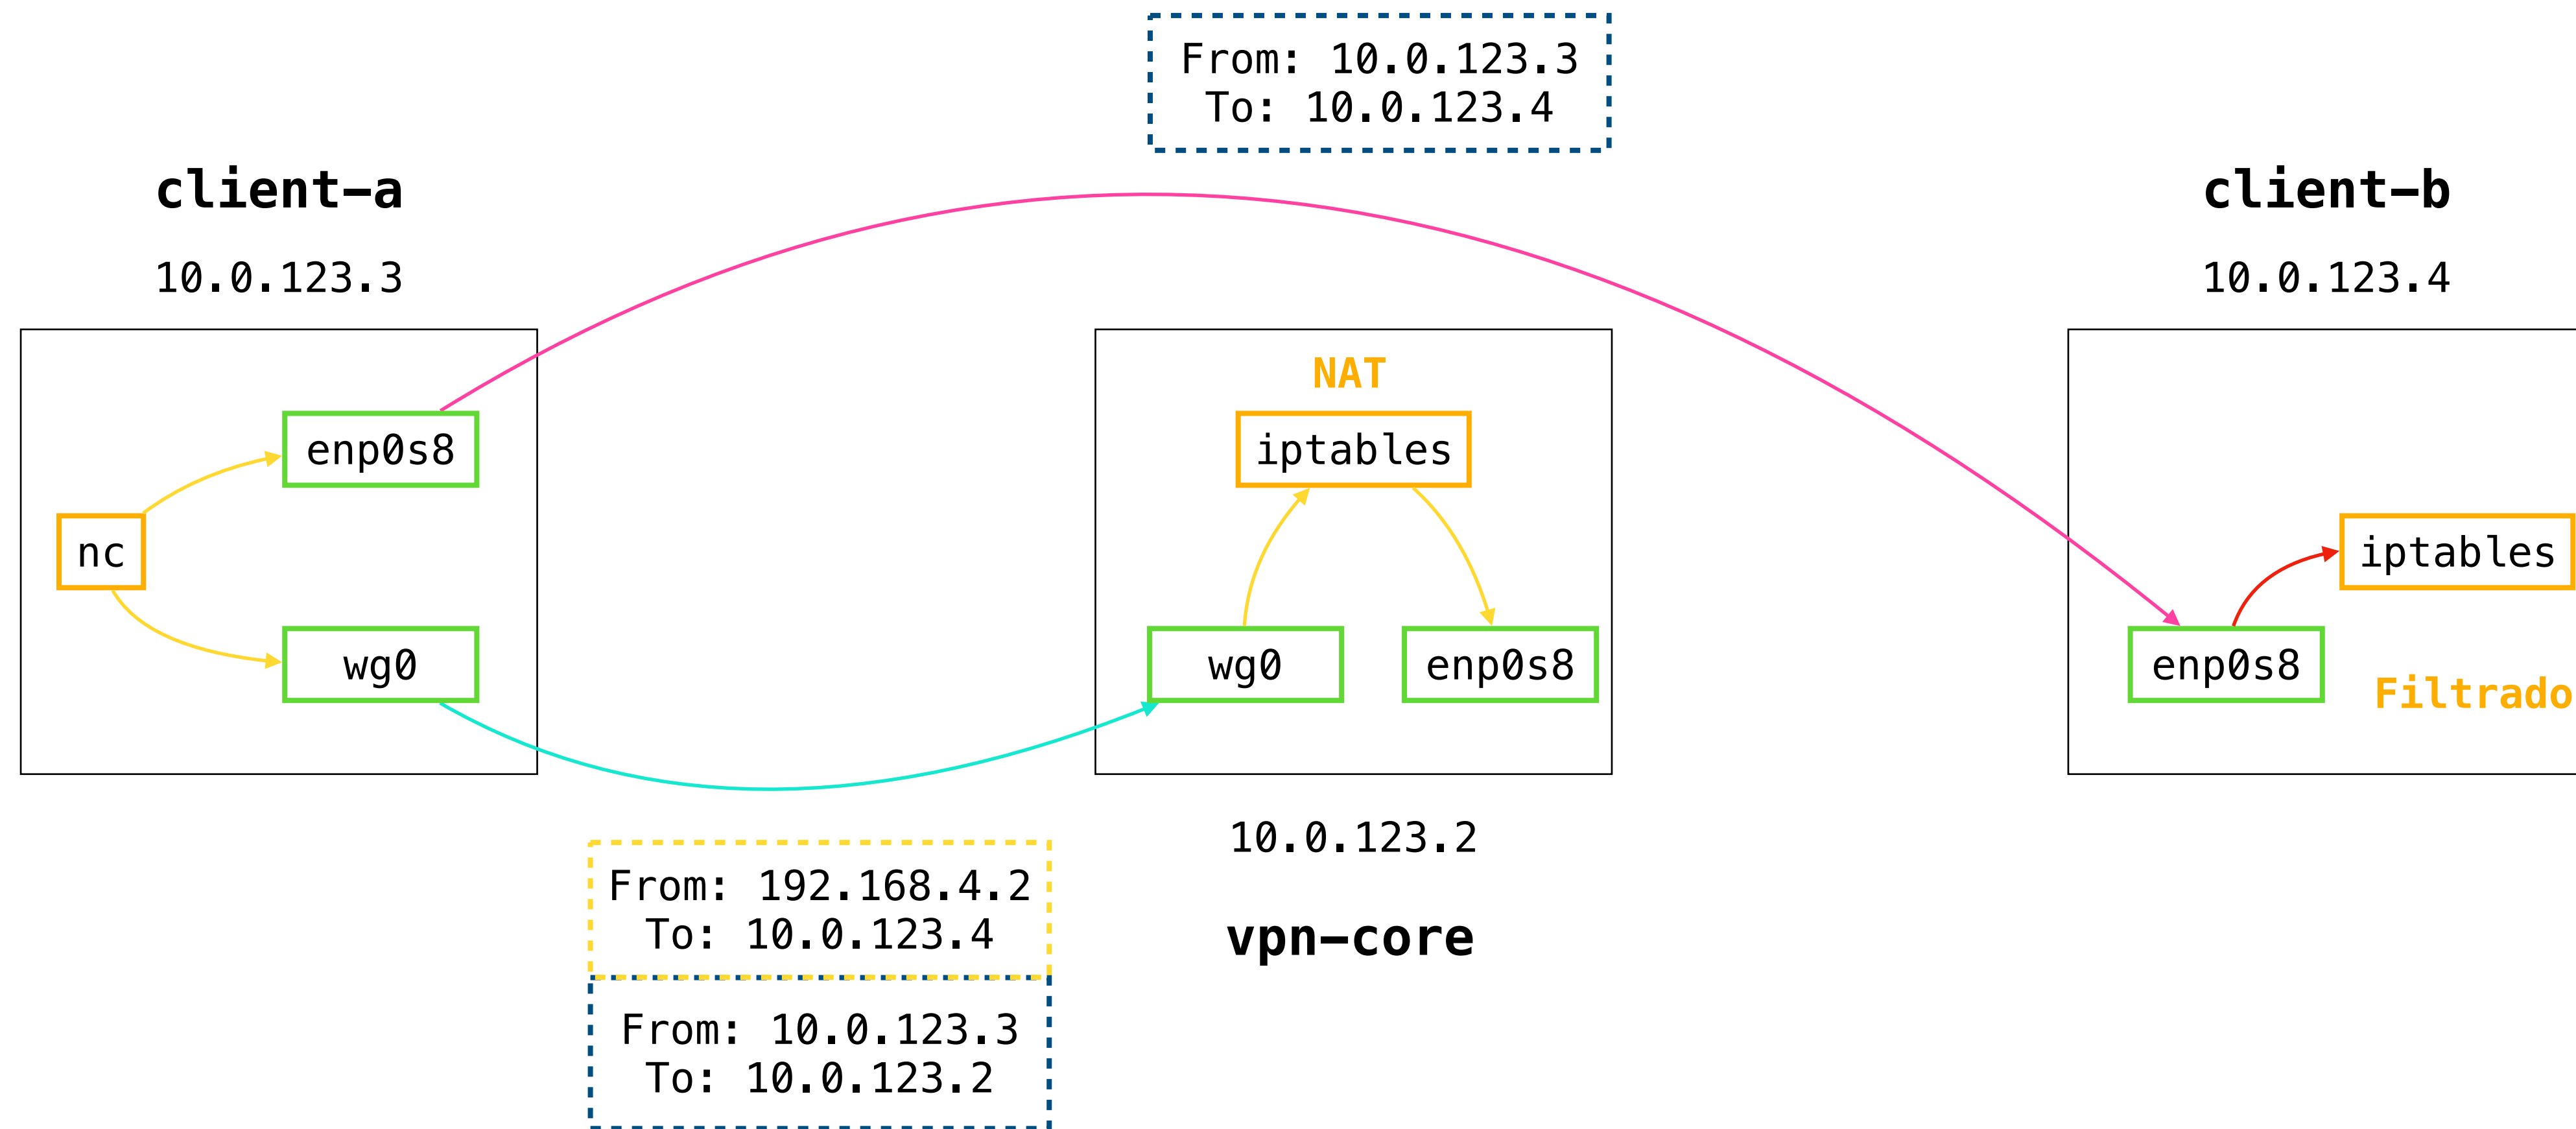 From: 10.0.123.3
To: 10.0.123.4
client-a
10.0.123.3
client-b
10.0.123.4
NAT
enp0s8
iptables
nc
iptables
wg0
wg0
enp0s8
enp0s8
Filtrado
10.0.123.2
vpn-core
From: 192.168.4.2
To: 10.0.123.4
From: 10.0.123.3
To: 10.0.123.2